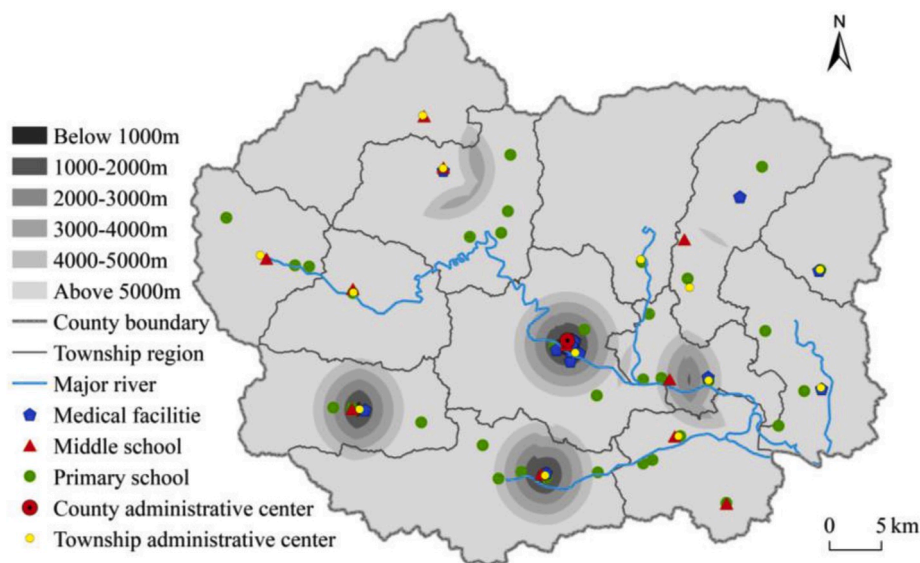 N
Below 1000m
1000-2000m
2000-3000m
3000-4000m
4000-5000m
Above 5000m
County boundary
Township region
Major river
Medical facilitie
Middle school
Primary school
County administrative center
Township administrative center
0 5 km